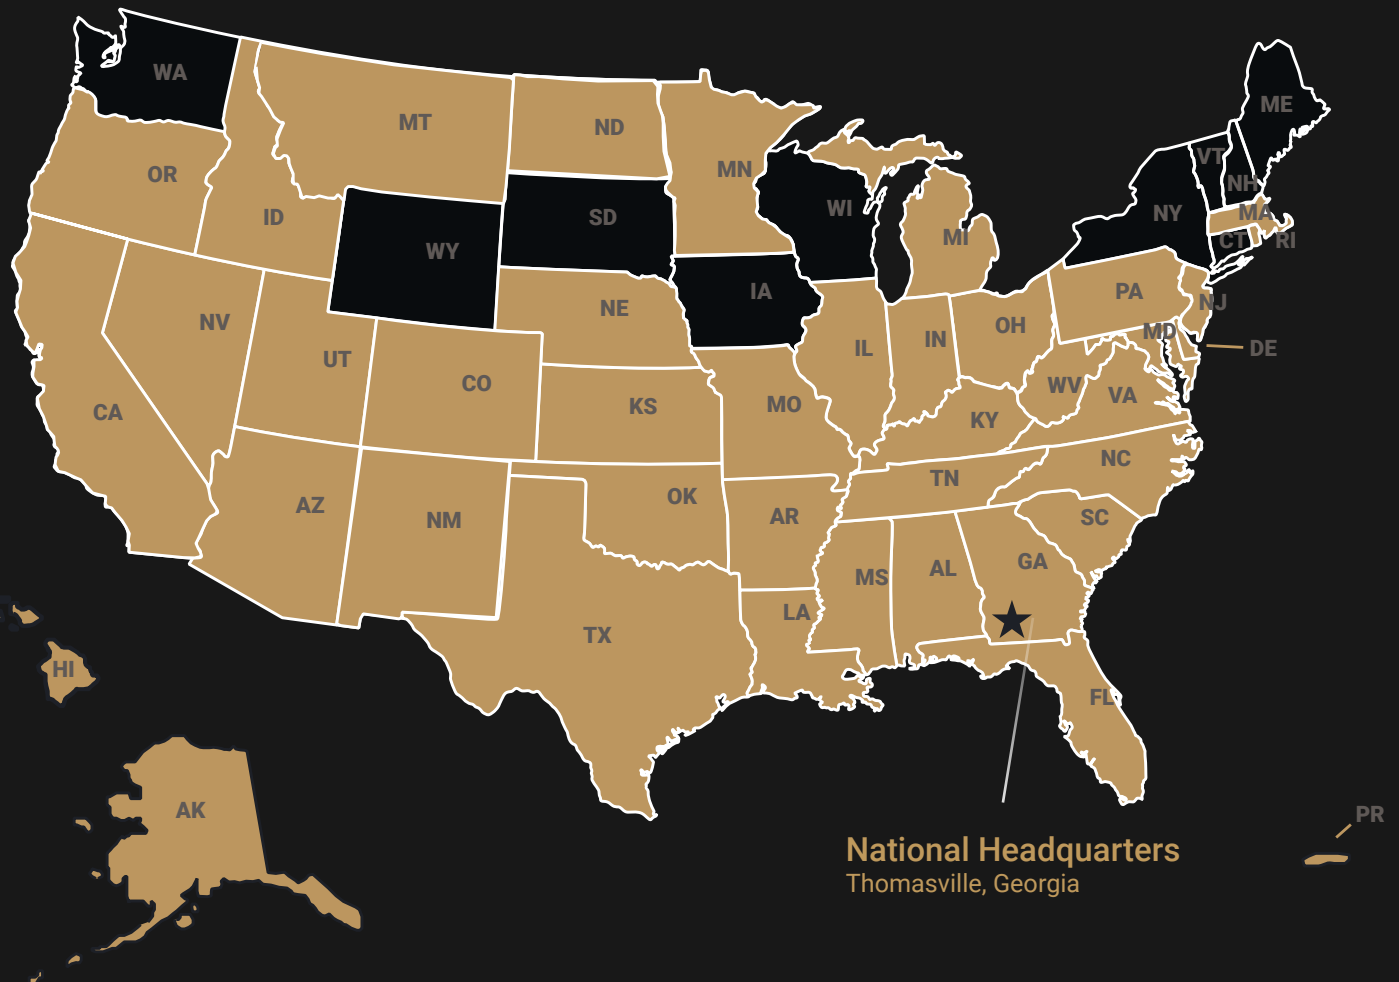 WA
MT
ND
ME
MN
VT
OR
NH
ID
SD
WI
NY
MA
WY
MI
CT
RI
IA
PA
NE
NJ
NV
OH
MD
IN
IL
DE
UT
CO
WV
VA
CA
KS
MO
KY
NC
TN
OK
AZ
AR
SC
NM
GA
AL
MS
LA
TX
HI
FL
AK
PR
National Headquarters
Thomasville, Georgia